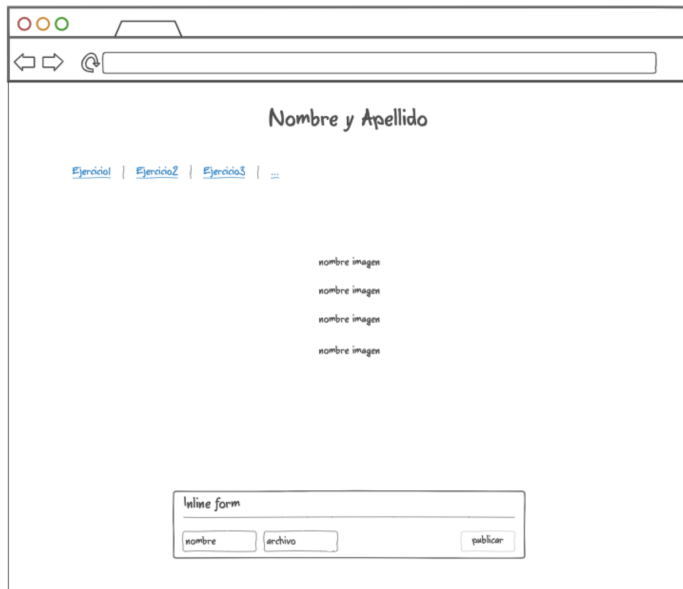 Nombre y Apellido
Ejercicio1 | Ejercicio2 | Ejercicio3 | ...
nombre imagen
nombre imagen
nombre imagen
nombre imagen
Inline form
nombre archivo publicar